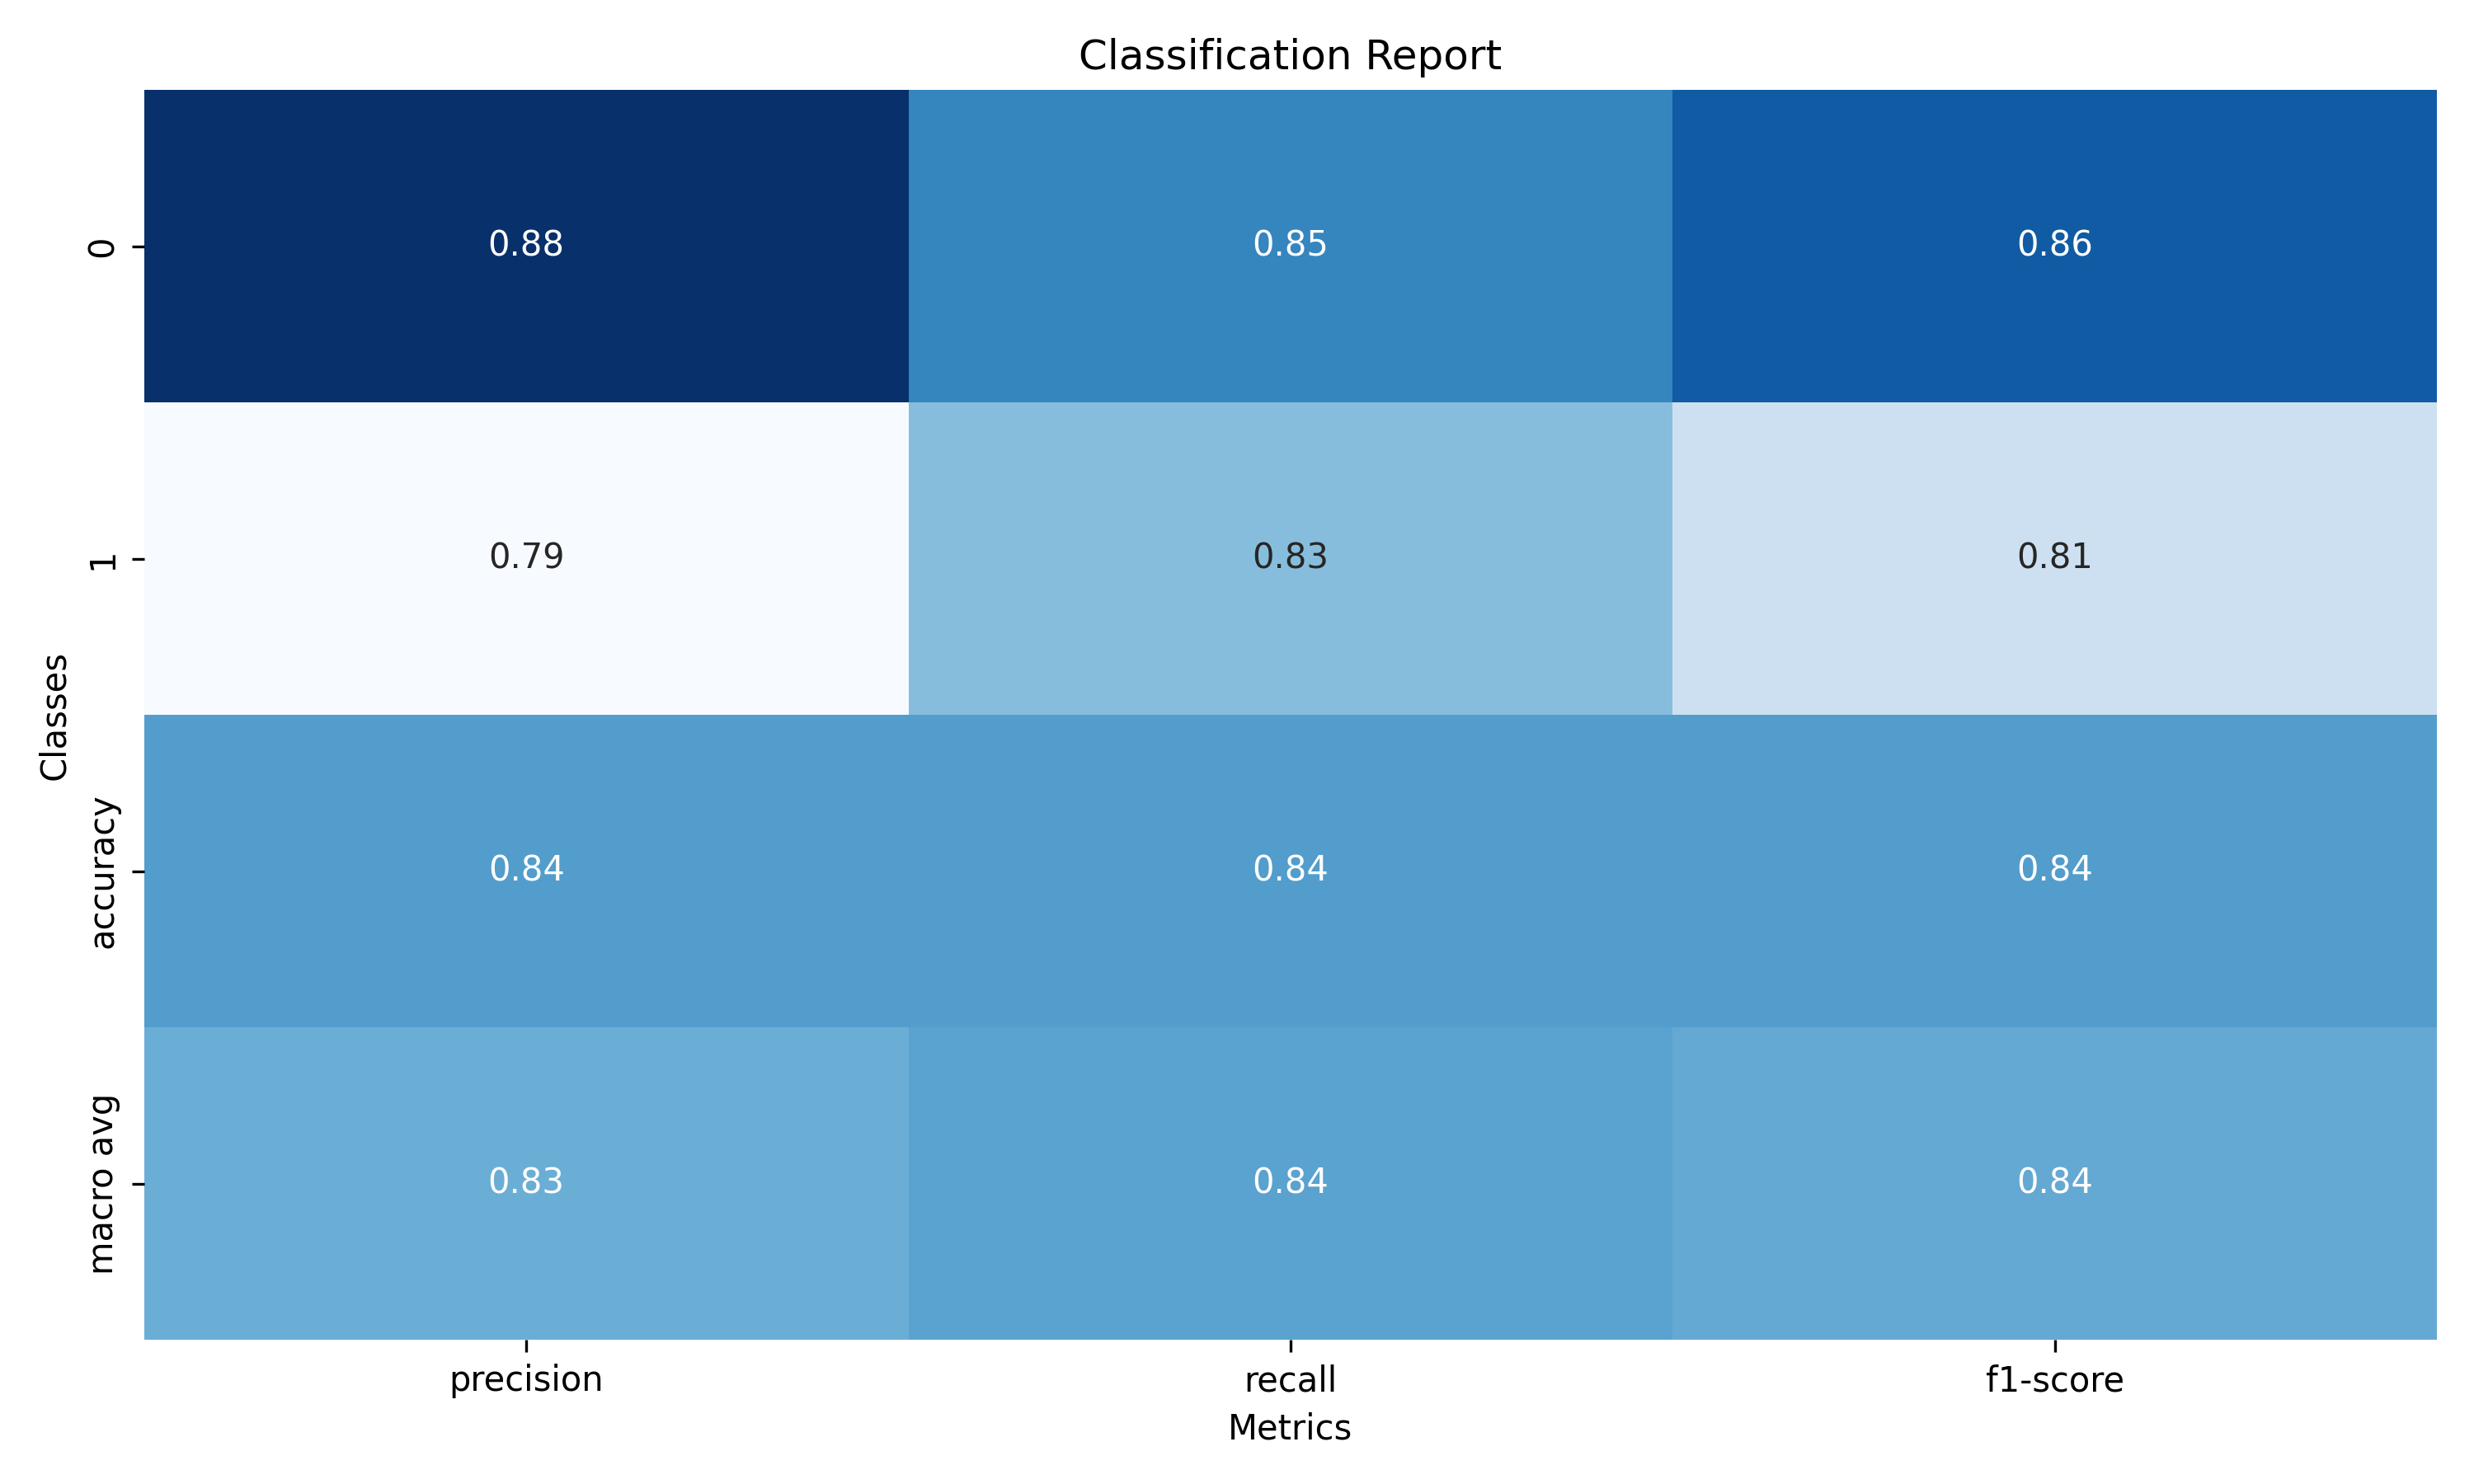 Classification Report
0 0.88 0.85 0.86
1 0.79 0.83 0.81
accuracy 0.84 0.84 0.84
macro avg 0.83 0.84 0.84
Classes
precision recall f1-score
Metrics